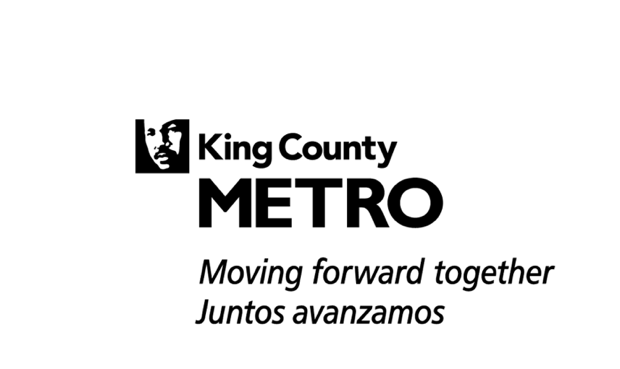 King County
METRO
Moving forward together
Juntos avanzamos